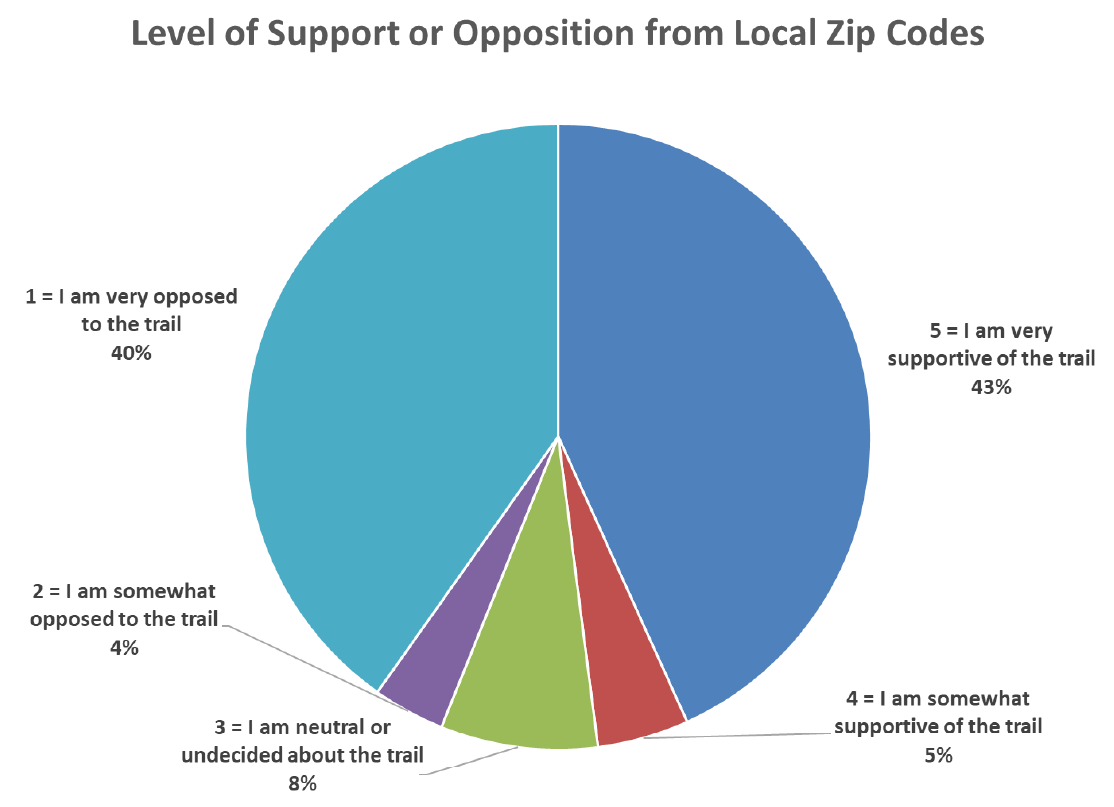 Level of Support or Opposition from Local Zip Codes
1 = I am very opposed
to the trail
40%
5 = I am very
supportive of the trail
43%
2 = I am somewhat
opposed to the trail
4%
3 = I am neutral or
undecided about the trail
8%
4 = I am somewhat
supportive of the trail
5%